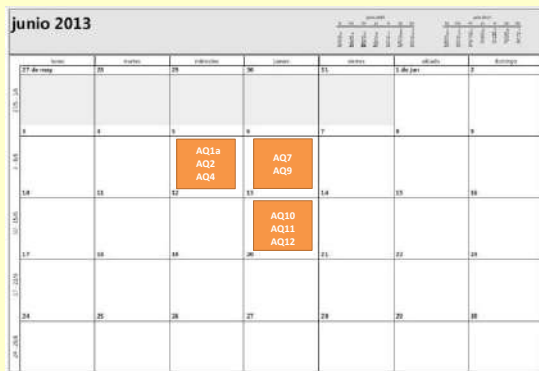 junio 2013
lunes martes miércoles jueves viernes sábado domingo
27 de may 28 29 30 31 1 de jun 2
3 4 5 6 7 8 9
AQ1a
AQ2
AQ4
AQ7
AQ9
10 11 12 13 14 15 16
AQ10
AQ11
AQ12
17 18 19 20 21 22 23
24 25 26 27 28 29 30